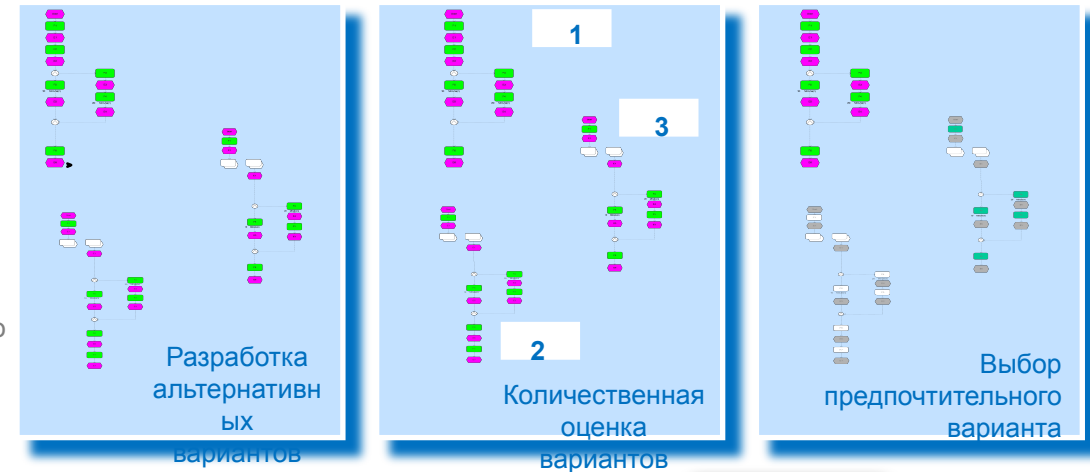 1
3
2
Разработка
альтернативн
ых
вариантов
Количественная
оценка
вариантов
Выбор
предпочтительного
варианта